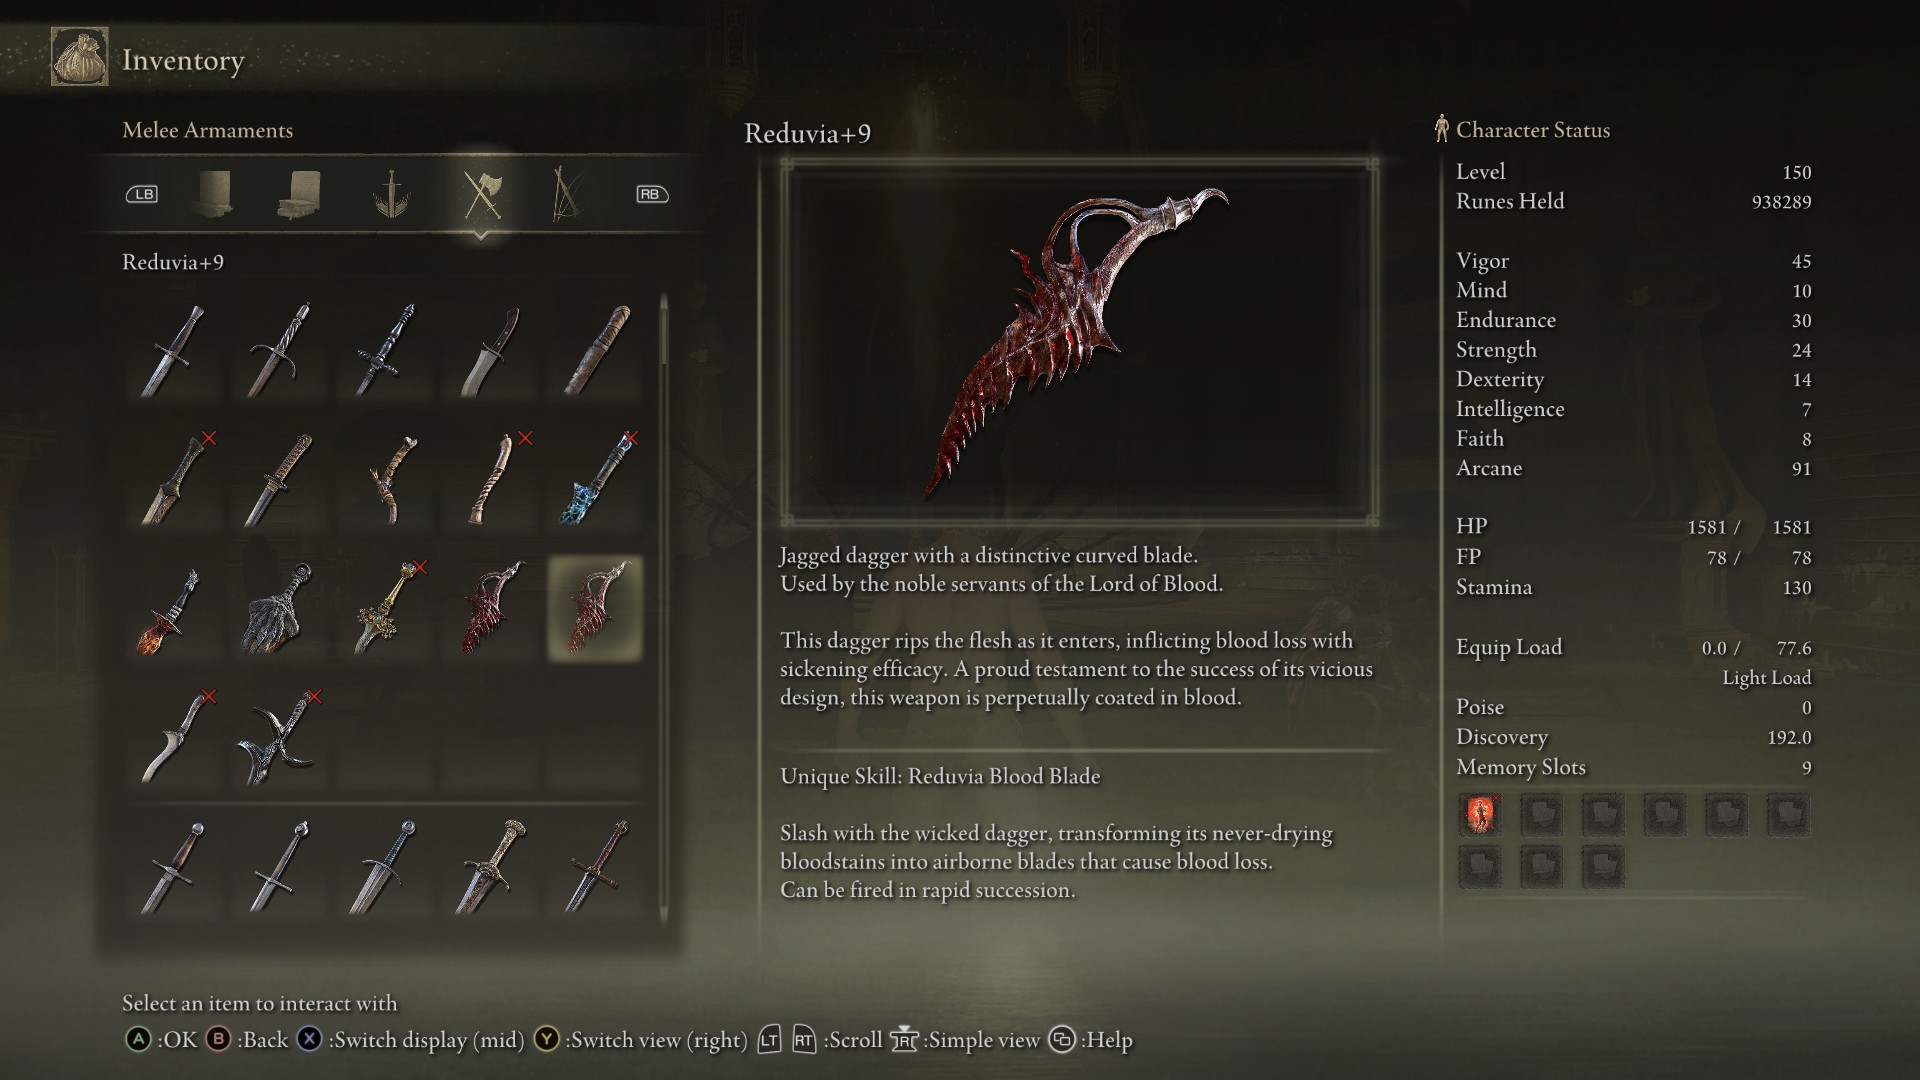 Inventory
Melee Armaments
LB
RB
Reduvia+9
Reduvia+9
Jagged dagger with a distinctive curved blade.
Used by the noble servants of the Lord of Blood.
This dagger rips the flesh as it enters, inflicting blood loss with
sickening efficacy. A proud testament to the success of its vicious
design, this weapon is perpetually coated in blood.
Unique Skill: Reduvia Blood Blade
Slash with the wicked dagger, transforming its never-drying
bloodstains into airborne blades that cause blood loss.
Can be fired in rapid succession.
Character Status
Level 150
Runes Held 938289
Vigor 45
Mind 10
Endurance 30
Strength 24
Dexterity 14
Intelligence 7
Faith 8
Arcane 91
HP 1581 / 1581
FP 78 / 78
Stamina 130
Equip Load 0.0 / 77.6
Light Load
Poise 0
Discovery 192.0
Memory Slots 9
Select an item to interact with
A :OK B :Back X :Switch display (mid) Y :Switch view (right) LT RT :Scroll R :Simple view :Help